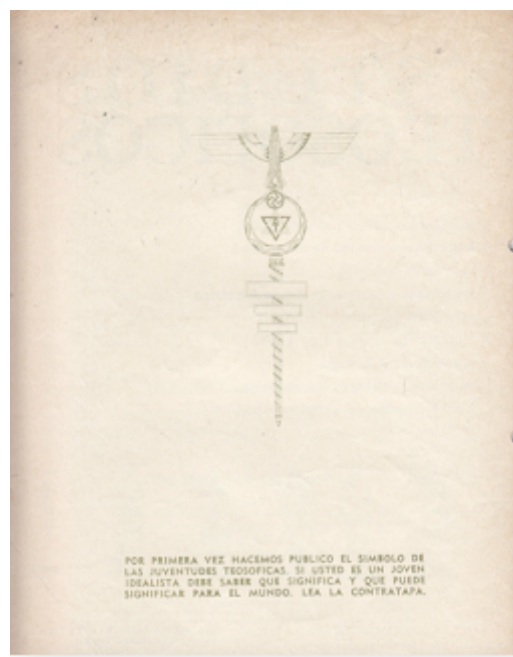 POR PRIMERA VEZ HACEMOS PUBLICO EL SIMBOLO DE
LAS JUVENTUDES TEOSOFICAS. SI USTED ES UN JOVEN
IDEALISTA DEBE SABER QUE SIGNIFICA Y QUE PUEDE
SIGNIFICAR PARA EL MUNDO. LEA LA CONTRATAPA.